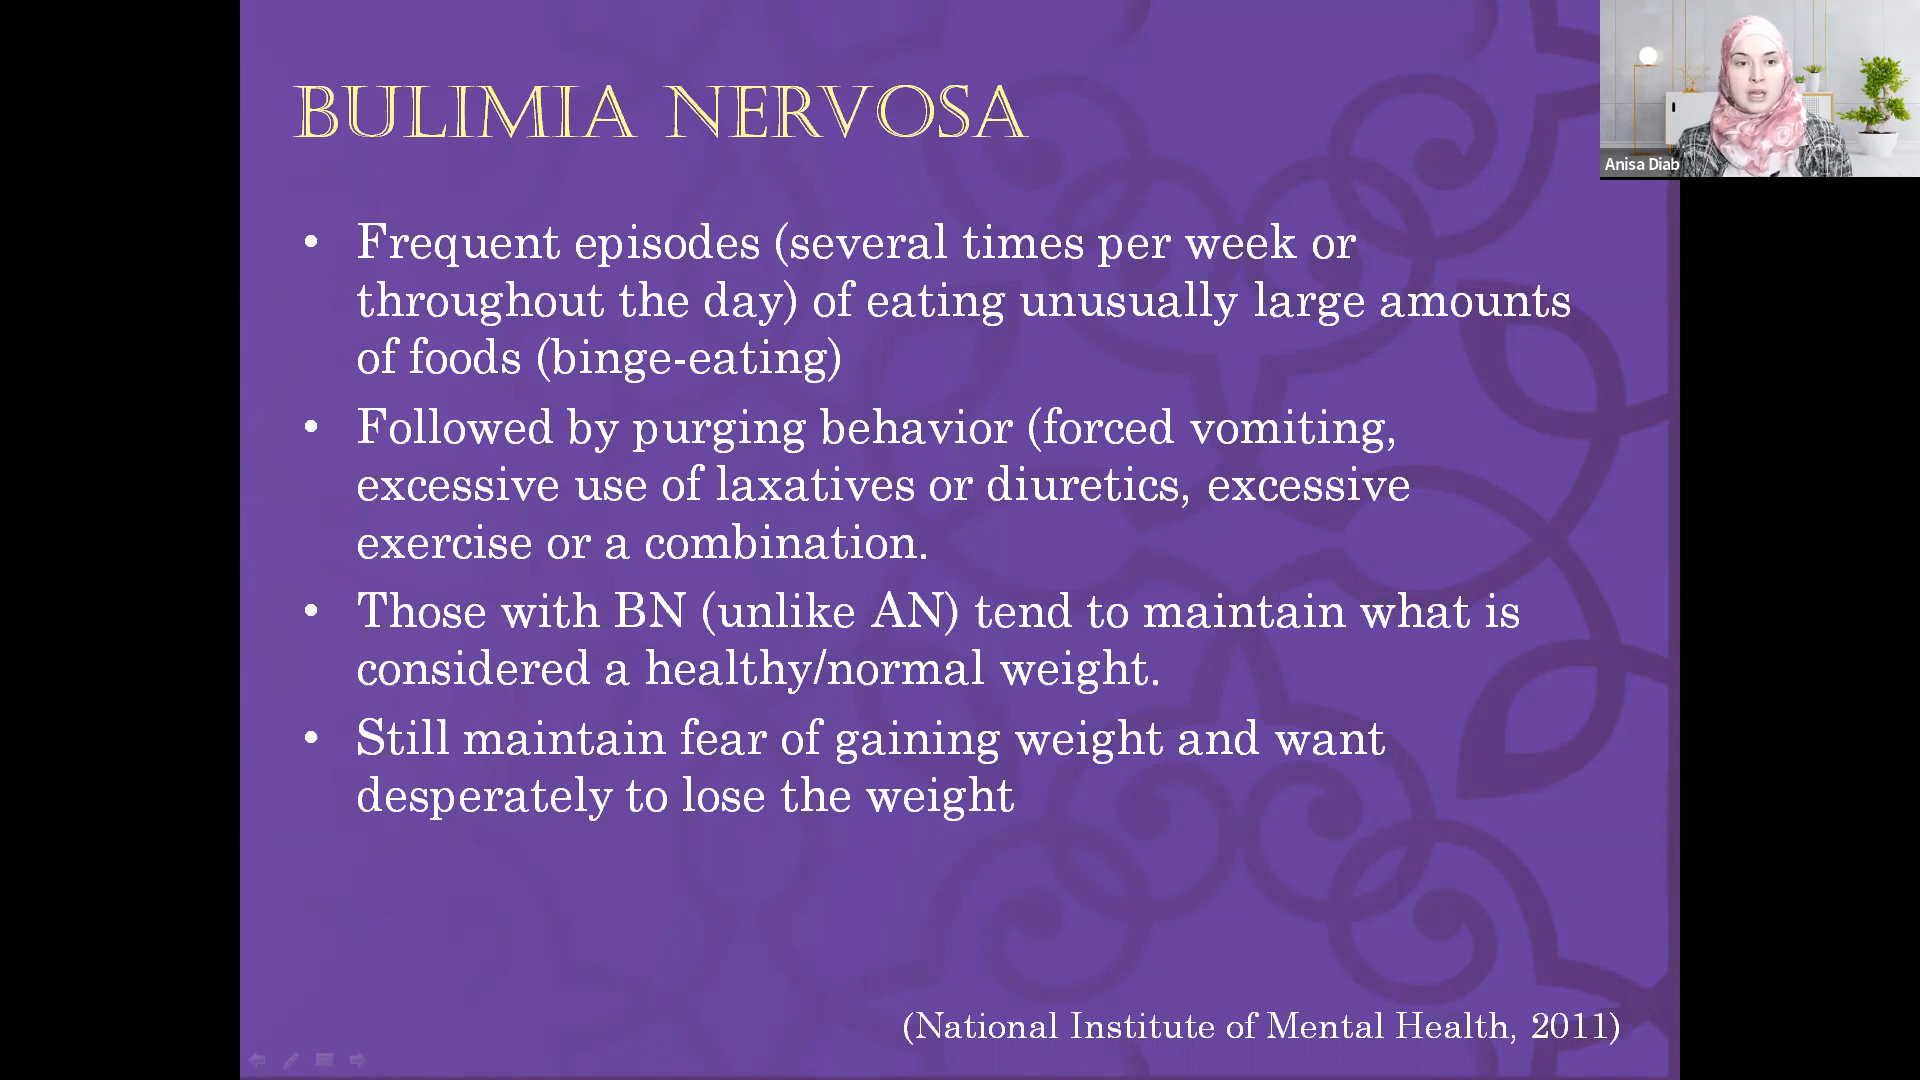 BULIMIA NERVOSA
• Frequent episodes (several times per week or
throughout the day) of eating unusually large amounts
of foods (binge-eating)
• Followed by purging behavior (forced vomiting,
excessive use of laxatives or diuretics, excessive
exercise or a combination.
• Those with BN (unlike AN) tend to maintain what is
considered a healthy/normal weight.
• Still maintain fear of gaining weight and want
desperately to lose the weight
(National Institute of Mental Health, 2011)
Anisa Diab